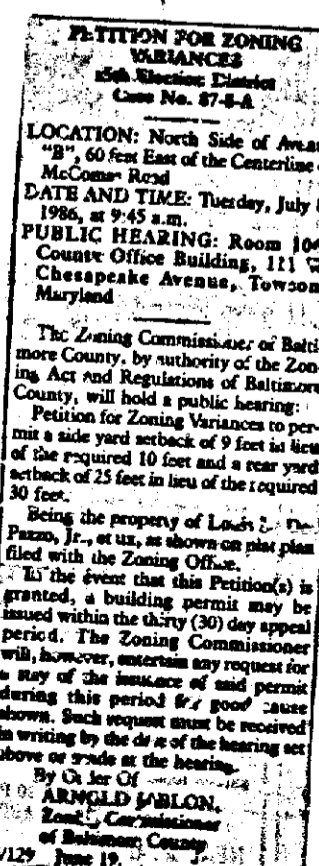 PETITION FOR ZONING
VARIANCES
15th Election District
Case No. 87-8-A
LOCATION: North Side of
"B", 60 feet East of the Centerline
McComas Road
DATE AND TIME: Tuesday, July
1986, at 9:45 a.m.
PUBLIC HEARING: Room 106
County Office Building, 111 W
Chesapeake Avenue, Towson
Maryland
The Zoning Commissioner of Balti-
more County, by authority of the Zon-
ing Act and Regulations of Baltimore
County, will hold a public hearing:
Petition for Zoning Variances to per-
mit a side yard setback of 9 feet in lieu
of the required 10 feet and a rear yard
setback of 25 feet in lieu of the required
30 feet.
Being the property of Louis
Pazzo, Jr., et ux, as shown on plat plan
filed with the Zoning Office.
In the event that this Petition(s) is
granted, a building permit may be
issued within the thirty (30) day appeal
period. The Zoning Commissioner
will, however, entertain any request for
a stay of the issuance of said permit
during this period for good cause
shown. Such request must be received
in writing by the date of the hearing set
above or made at the hearing.
By Order Of
ARNOLD JABLON,
Zoning Commissioner
of Baltimore County
June 19.